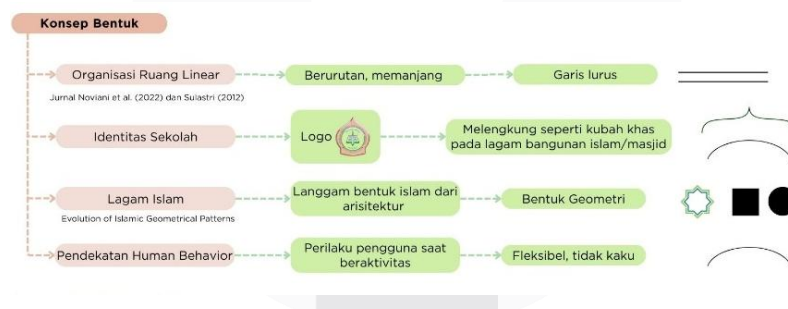 Konsep Bentuk
Organisasi Ruang Linear
Berurutan, memanjang
Garis lurus
Jurnal Noviani et al. (2022) dan Sulastri (2012)
Identitas Sekolah
Logo
Melengkung seperti kubah khas
pada lagam bangunan islam/masjid
Lagam Islam
Langgam bentuk islam dari
arisitektur
Bentuk Geometri
Evolution of Islamic Geometrical Patterns
Pendekatan Human Behavior
Perilaku pengguna saat
beraktivitas
Fleksibel, tidak kaku